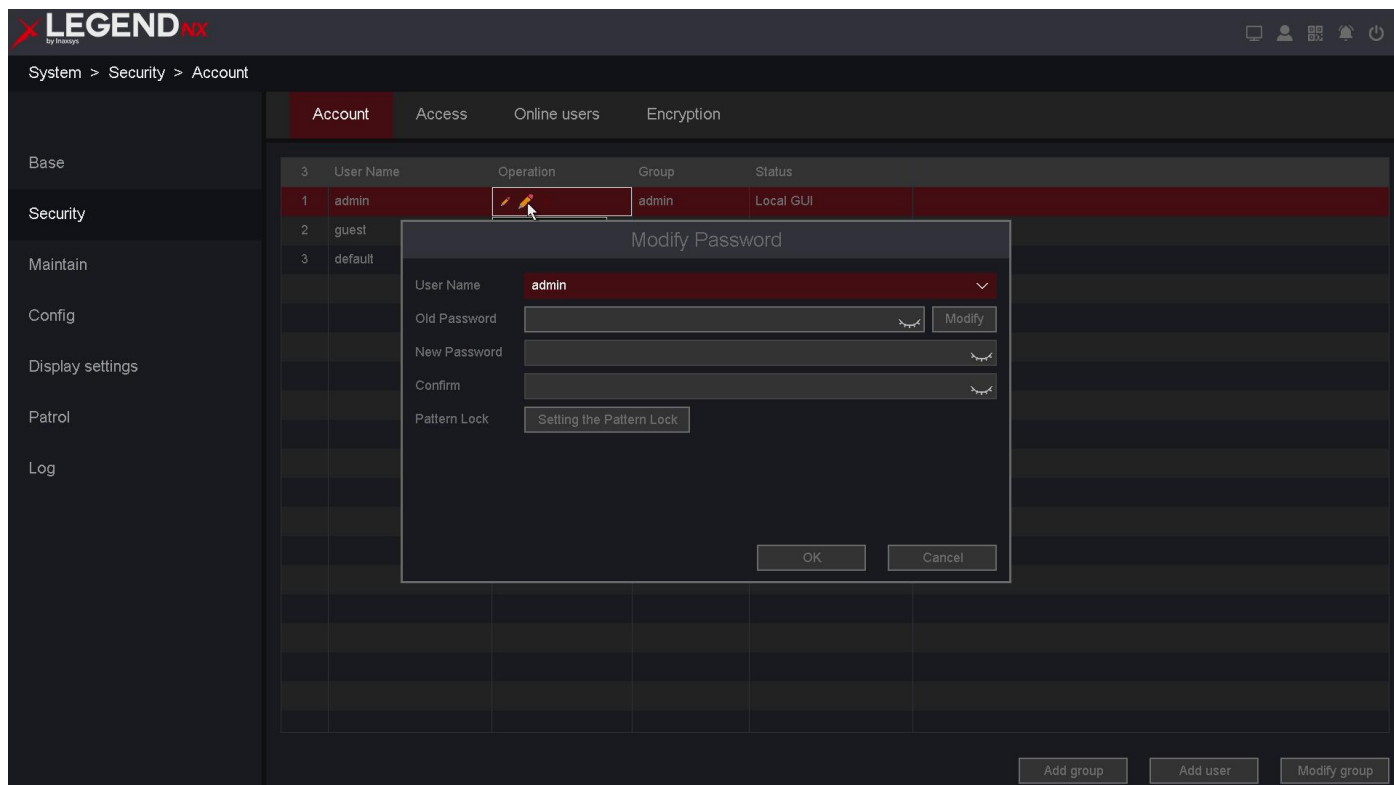 XLEGENDNX
by Inaxsys
System > Security > Account
Account Access Online users Encryption
Base
Security
Maintain
Config
Display settings
Patrol
Log
3 User Name Operation Group Status
1 admin admin Local GUI
2 guest
3 default
Modify Password
User Name admin
Old Password Modify
New Password
Confirm
Pattern Lock Setting the Pattern Lock
OK Cancel
Add group Add user Modify group